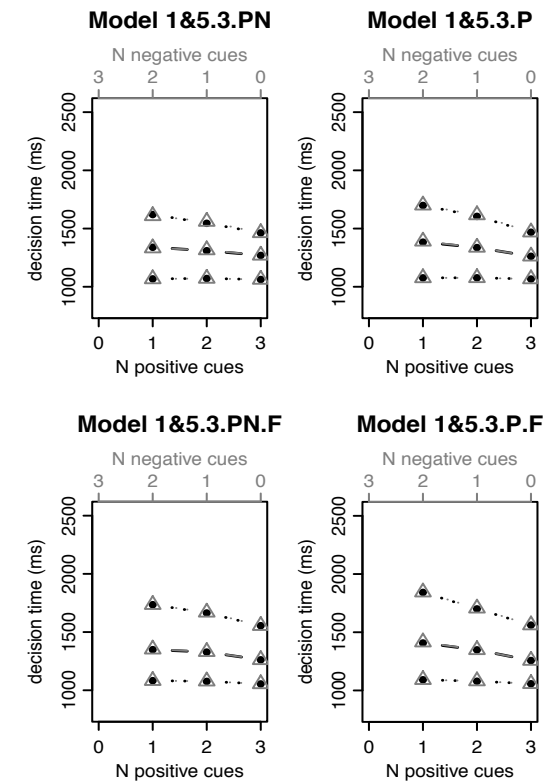 Model 1&5.3.PN
N negative cues
3 2 1 0
2500
2000
1500
1000
decision time (ms)
0 1 2 3
N positive cues
Model 1&5.3.P
N negative cues
3 2 1 0
2500
2000
1500
1000
decision time (ms)
0 1 2 3
N positive cues
Model 1&5.3.PN.F
N negative cues
3 2 1 0
2500
2000
1500
1000
decision time (ms)
0 1 2 3
N positive cues
Model 1&5.3.P.F
N negative cues
3 2 1 0
2500
2000
1500
1000
decision time (ms)
0 1 2 3
N positive cues